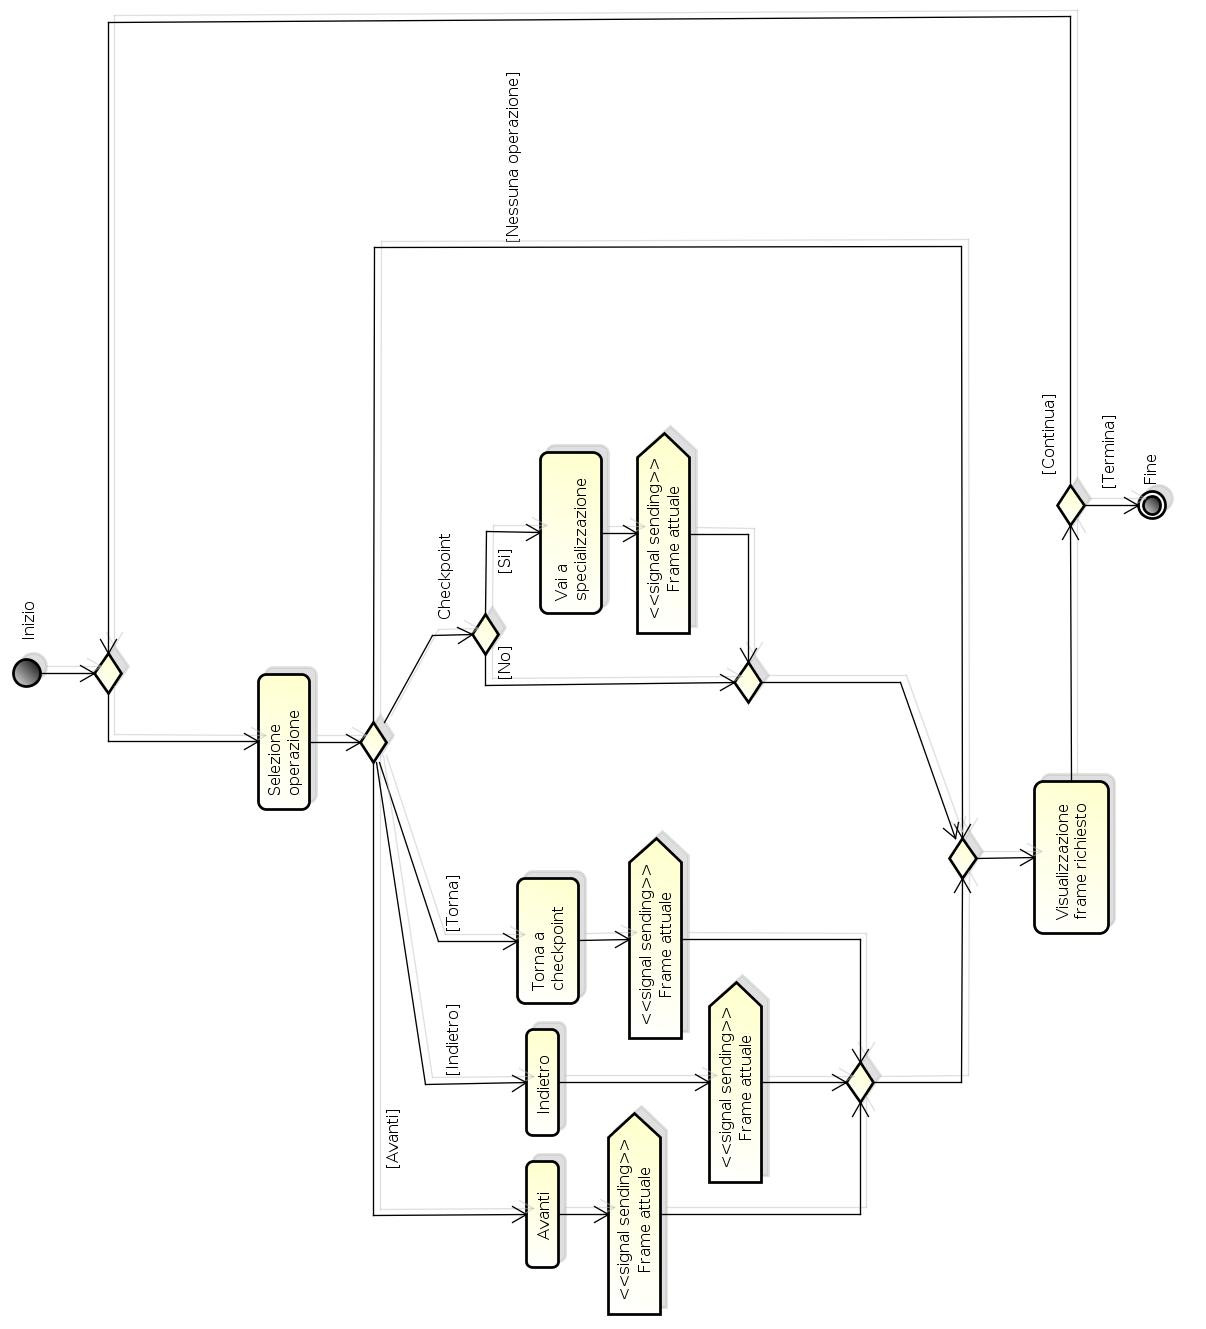 Inizio
Selezione
operazione
[Nessuna operazione]
Checkpoint
[Si]
Vai a
specializzazione
<<signal sending>>
Frame attuale
[No]
[Torna]
Torna a
checkpoint
<<signal sending>>
Frame attuale
[Indietro]
Indietro
<<signal sending>>
Frame attuale
[Avanti]
Avanti
<<signal sending>>
Frame attuale
Visualizzazione
frame richiesto
[Continua]
[Termina]
Fine